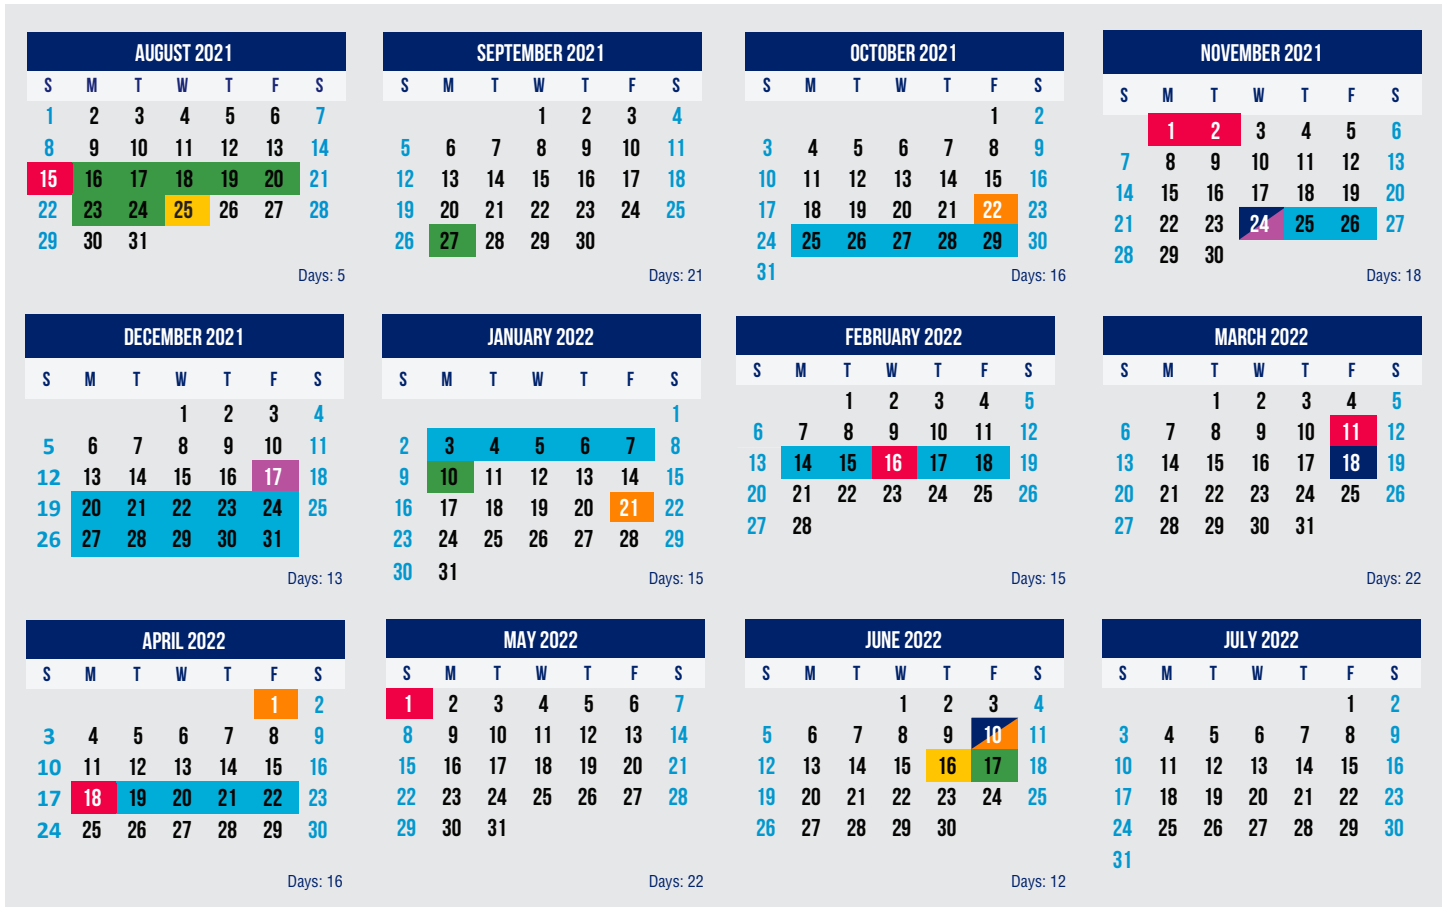 AUGUST 2021
S M T W T F S
1 2 3 4 5 6 7
8 9 10 11 12 13 14
15 16 17 18 19 20 21
22 23 24 25 26 27 28
29 30 31
Days: 5
SEPTEMBER 2021
S M T W T F S
1 2 3 4
5 6 7 8 9 10 11
12 13 14 15 16 17 18
19 20 21 22 23 24 25
26 27 28 29 30
Days: 21
OCTOBER 2021
S M T W T F S
1 2
3 4 5 6 7 8 9
10 11 12 13 14 15 16
17 18 19 20 21 22 23
24 25 26 27 28 29 30
31
Days: 16
NOVEMBER 2021
S M T W T F S
1 2 3 4 5 6
7 8 9 10 11 12 13
14 15 16 17 18 19 20
21 22 23 24 25 26 27
28 29 30
Days: 18
DECEMBER 2021
S M T W T F S
1 2 3 4
5 6 7 8 9 10 11
12 13 14 15 16 17 18
19 20 21 22 23 24 25
26 27 28 29 30 31
Days: 13
JANUARY 2022
S M T W T F S
1
2 3 4 5 6 7 8
9 10 11 12 13 14 15
16 17 18 19 20 21 22
23 24 25 26 27 28 29
30 31
Days: 15
FEBRUARY 2022
S M T W T F S
1 2 3 4 5
6 7 8 9 10 11 12
13 14 15 16 17 18 19
20 21 22 23 24 25 26
27 28
Days: 15
MARCH 2022
S M T W T F S
1 2 3 4 5
6 7 8 9 10 11 12
13 14 15 16 17 18 19
20 21 22 23 24 25 26
27 28 29 30 31
Days: 22
APRIL 2022
S M T W T F S
1 2
3 4 5 6 7 8 9
10 11 12 13 14 15 16
17 18 19 20 21 22 23
24 25 26 27 28 29 30
Days: 16
MAY 2022
S M T W T F S
1 2 3 4 5 6 7
8 9 10 11 12 13 14
15 16 17 18 19 20 21
22 23 24 25 26 27 28
29 30 31
Days: 22
JUNE 2022
S M T W T F S
1 2 3 4
5 6 7 8 9 10 11
12 13 14 15 16 17 18
19 20 21 22 23 24 25
26 27 28 29 30
Days: 12
JULY 2022
S M T W T F S
1 2
3 4 5 6 7 8 9
10 11 12 13 14 15 16
17 18 19 20 21 22 23
24 25 26 27 28 29 30
31